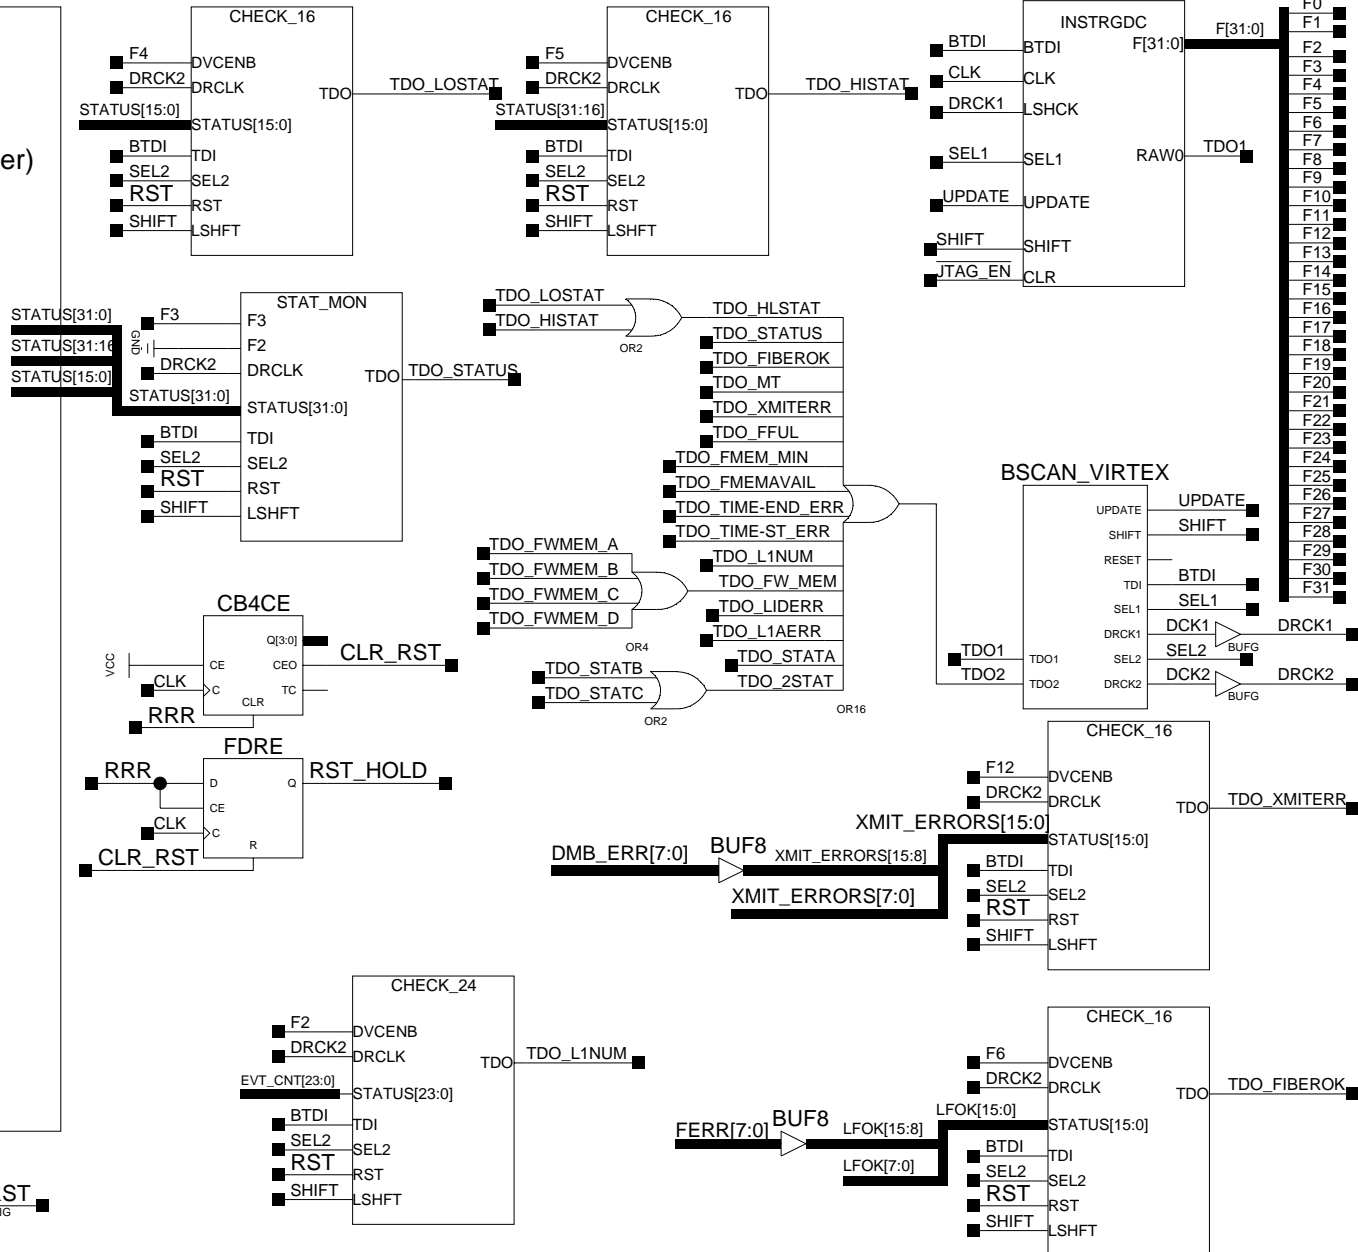 er)
CHECK_16
F4
DVCENB
DRCK2
DRCLK
TDO
TDO_LOSTAT
STATUS[15:0]
STATUS[15:0]
BTDI
TDI
SEL2
SEL2
RST
RST
SHIFT
LSHFT
CHECK_16
F5
DVCENB
DRCK2
DRCLK
TDO
TDO_HISTAT
STATUS[31:16]
STATUS[15:0]
BTDI
TDI
SEL2
SEL2
RST
RST
SHIFT
LSHFT
INSTRGDC
BTDI
BTDI
F[31:0]
F[31:0]
CLK
CLK
DRCK1
LSHCK
SEL1
SEL1
RAW0
TDO1
UPDATE
UPDATE
SHIFT
SHIFT
JTAG_EN
CLR
F0
F1
F2
F3
F4
F5
F6
F7
F8
F9
F10
F11
F12
F13
F14
F15
F16
F17
F18
F19
F20
F21
F22
F23
F24
F25
F26
F27
F28
F29
F30
F31
STATUS[31:0]
STATUS[31:16
STATUS[15:0]
STAT_MON
F3
F3
GND
F2
DRCK2
DRCLK
TDO
TDO_STATUS
STATUS[31:0]
STATUS[31:0]
BTDI
TDI
SEL2
SEL2
RST
RST
SHIFT
LSHFT
TDO_LOSTAT
TDO_HISTAT
OR2
TDO_HLSTAT
TDO_STATUS
TDO_FIBEROK
TDO_MT
TDO_XMITERR
TDO_FFUL
TDO_FMEM_MIN
TDO_FMEMAVAIL
TDO_TIME-END_ERR
TDO_TIME-ST_ERR
TDO_L1NUM
TDO_FW_MEM
TDO_LIDERR
TDO_L1AERR
TDO_STATA
TDO_2STAT
OR16
TDO_FWMEM_A
TDO_FWMEM_B
TDO_FWMEM_C
TDO_FWMEM_D
OR4
TDO_STATB
TDO_STATC
OR2
BSCAN_VIRTEX
UPDATE
UPDATE
SHIFT
SHIFT
RESET
TDI
BTDI
SEL1
SEL1
DRCK1
DCK1
BUFG
DRCK1
TDO1
TDO1
SEL2
SEL2
TDO2
TDO2
DRCK2
DCK2
BUFG
DRCK2
CB4CE
Q[3:0]
VCC
CE
CEO
CLR_RST
CLK
C
TC
CLR
RRR
FDRE
RRR
D
Q
RST_HOLD
CE
CLK
C
R
CLR_RST
CHECK_16
F12
DVCENB
DRCK2
DRCLK
TDO
TDO_XMITERR
XMIT_ERRORS[15:0]
STATUS[15:0]
DMB_ERR[7:0]
BUF8
XMIT_ERRORS[15:8]
XMIT_ERRORS[7:0]
BTDI
TDI
SEL2
SEL2
RST
RST
SHIFT
LSHFT
CHECK_24
F2
DVCENB
DRCK2
DRCLK
TDO
TDO_L1NUM
EVT_CNT[23:0]
STATUS[23:0]
BTDI
TDI
SEL2
SEL2
RST
RST
SHIFT
LSHFT
CHECK_16
F6
DVCENB
DRCK2
DRCLK
TDO
TDO_FIBEROK
LFOK[15:0]
STATUS[15:0]
FERR[7:0]
BUF8
LFOK[15:8]
LFOK[7:0]
BTDI
TDI
SEL2
SEL2
RST
RST
SHIFT
LSHFT
ST
IG